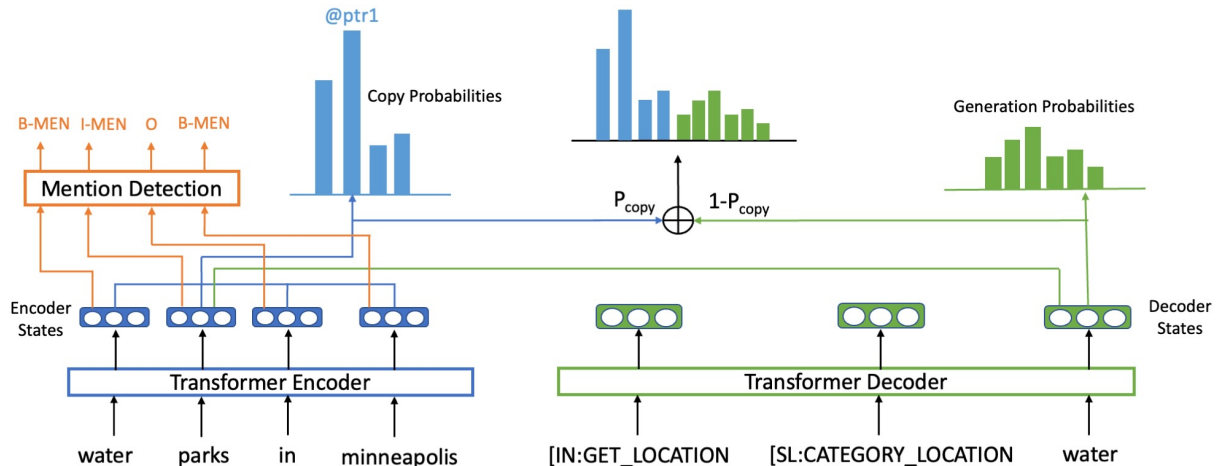 @ptr1
Copy Probabilities
Generation Probabilities
B-MEN I-MEN O B-MEN
Mention Detection
Pcopy
1-Pcopy
Encoder
States
Decoder
States
Transformer Encoder
Transformer Decoder
water parks in minneapolis
[IN:GET_LOCATION [SL:CATEGORY_LOCATION water